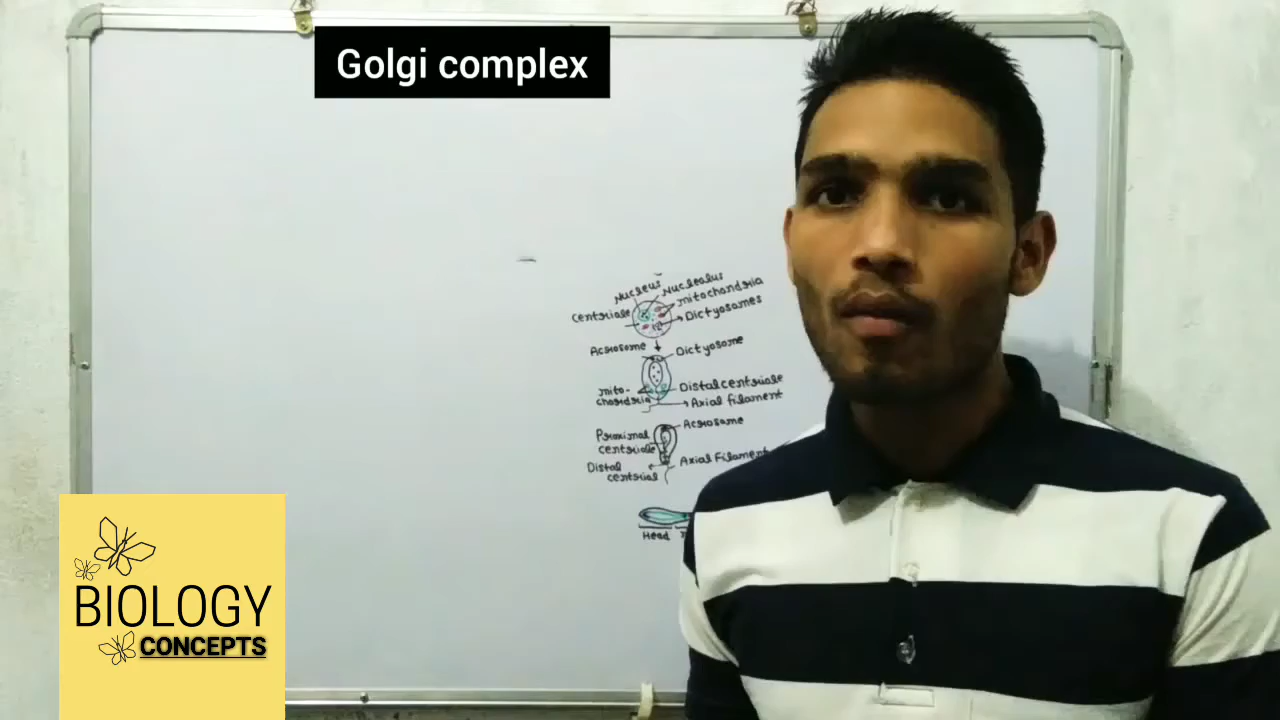 Golgi complex
Nucleus
Nucleolus
mitochondria
centriole
Dictyosomes
Acrosome
Dictyosome
mito-
chondria
Distal centriole
Axial filament
Acrosome
Proximal
centriole
Distal
centrial
Axial Filament
Head
BIOLOGY
CONCEPTS